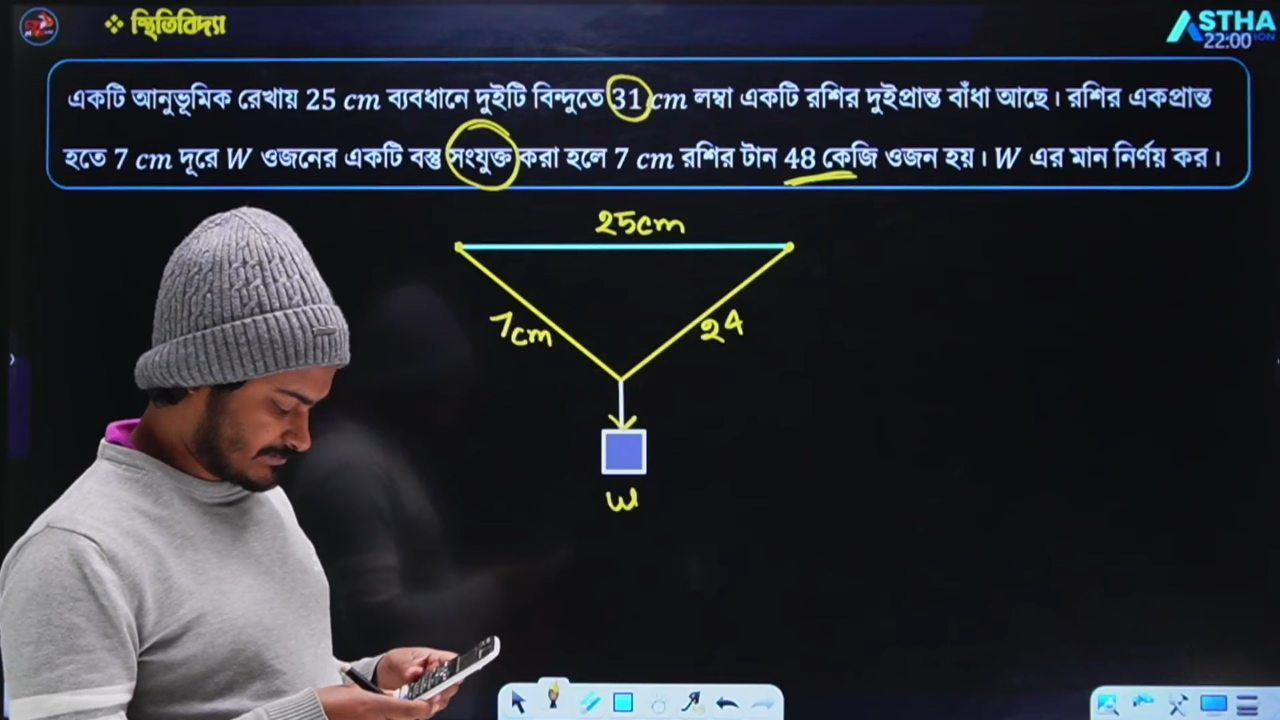 ❖ স্থিতিবিদ্যা
ASTHA
22:00
একটি আনুভূমিক রেখায় 25 cm ব্যবধানে দুইটি বিন্দুতে 31 cm লম্বা একটি রশির দুইপ্রান্ত বাঁধা আছে। রশির একপ্রান্ত
হতে 7 cm দূরে W ওজনের একটি বস্তু সংযুক্ত করা হলে 7 cm রশির টান 48 কেজি ওজন হয়। W এর মান নির্ণয় কর।
25cm
7cm
24
W